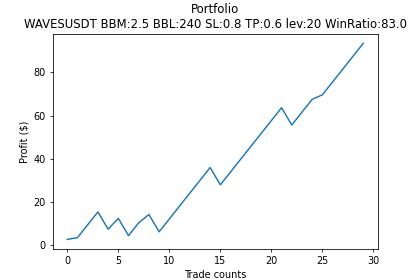 Portfolio
WAVESUSDT BBM:2.5 BBL:240 SL:0.8 TP:0.6 lev:20 WinRatio:83.0
Profit ($)
80
60
40
20
0
0 5 10 15 20 25 30
Trade counts